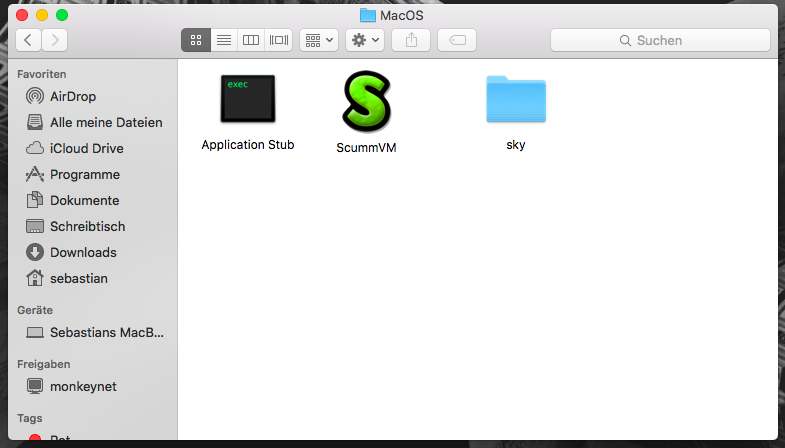 MacOS
Suchen
Favoriten
AirDrop
Alle meine Dateien
iCloud Drive
Programme
Dokumente
Schreibtisch
Downloads
sebastian
Geräte
Sebastians MacB...
Freigaben
monkeynet
Tags
Rot
exec
Application Stub
ScummVM
sky